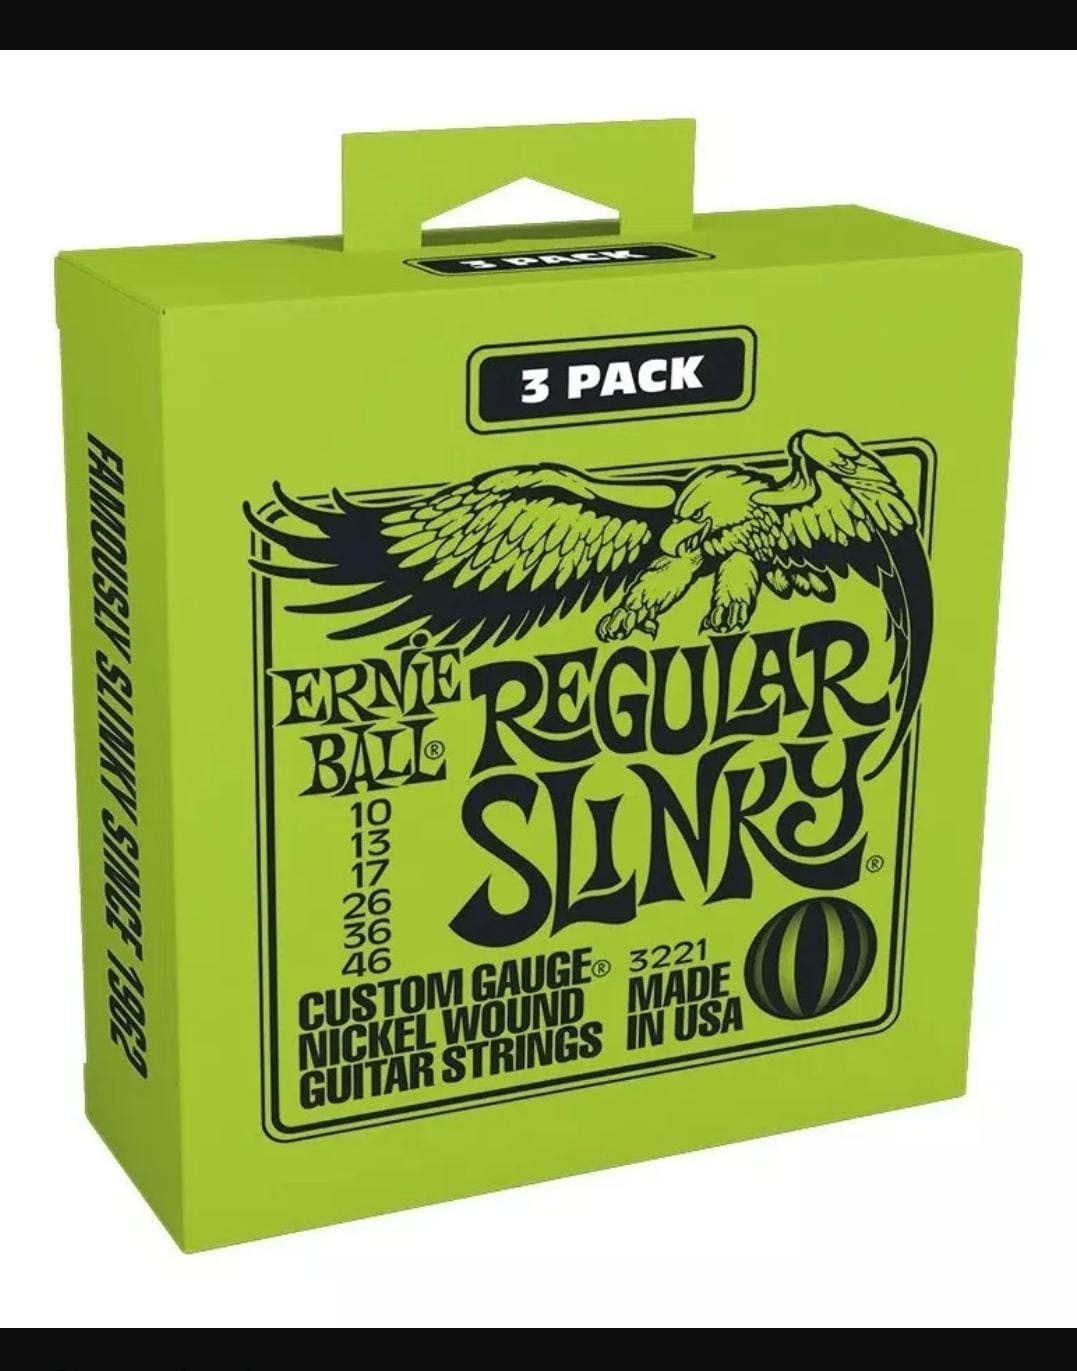 3 PACK
3 PACK
FAMOUSLY SLINKY SINCE 1962
ERNiE
BALL®
REGULAR
SLiNKY®
10
13
17
26
36
46
CUSTOM GAUGE®
NICKEL WOUND
GUITAR STRINGS
3221
MADE
IN USA